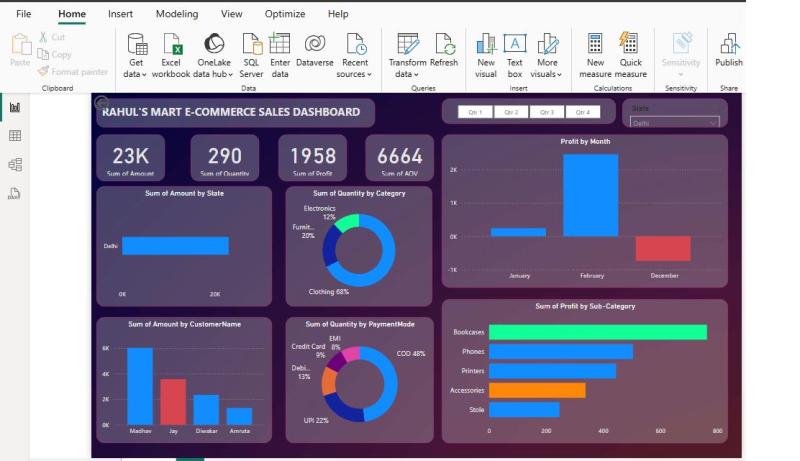 File Home Insert Modeling View Optimize Help
Paste
Cut
Copy
Format painter
Clipboard
Get data
Excel workbook
OneLake data hub
SQL Server
Enter data
Dataverse
Recent sources
Data
Transform data
Refresh
Queries
New visual
Text box
More visuals
Insert
New measure
Quick measure
Calculations
Sensitivity
Sensitivity
Publish
Share
RAHUL'S MART E-COMMERCE SALES DASHBOARD
Qtr 1 Qtr 2 Qtr 3 Qtr 4
State
Delhi
23K
Sum of Amount
290
Sum of Quantity
1958
Sum of Profit
6664
Sum of AOV
Sum of Amount by State
Delhi
0K 20K
Sum of Quantity by Category
Electronics
12%
Furnit...
20%
Clothing 68%
Profit by Month
2K
1K
0K
-1K
January February December
Sum of Amount by CustomerName
6K
4K
2K
0K
Madhav Jay Diwakar Amruta
Sum of Quantity by PaymentMode
EMI
8%
Credit Card
9%
Debi...
13%
COD 48%
UPI 22%
Sum of Profit by Sub-Category
Bookcases
Phones
Printers
Accessories
Stole
0 200 400 600 800